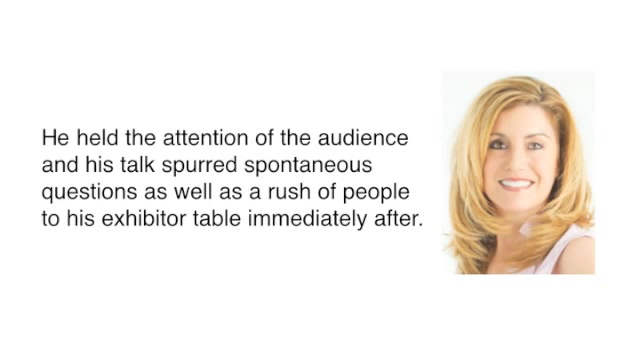 He held the attention of the audience
and his talk spurred spontaneous
questions as well as a rush of people
to his exhibitor table immediately after.